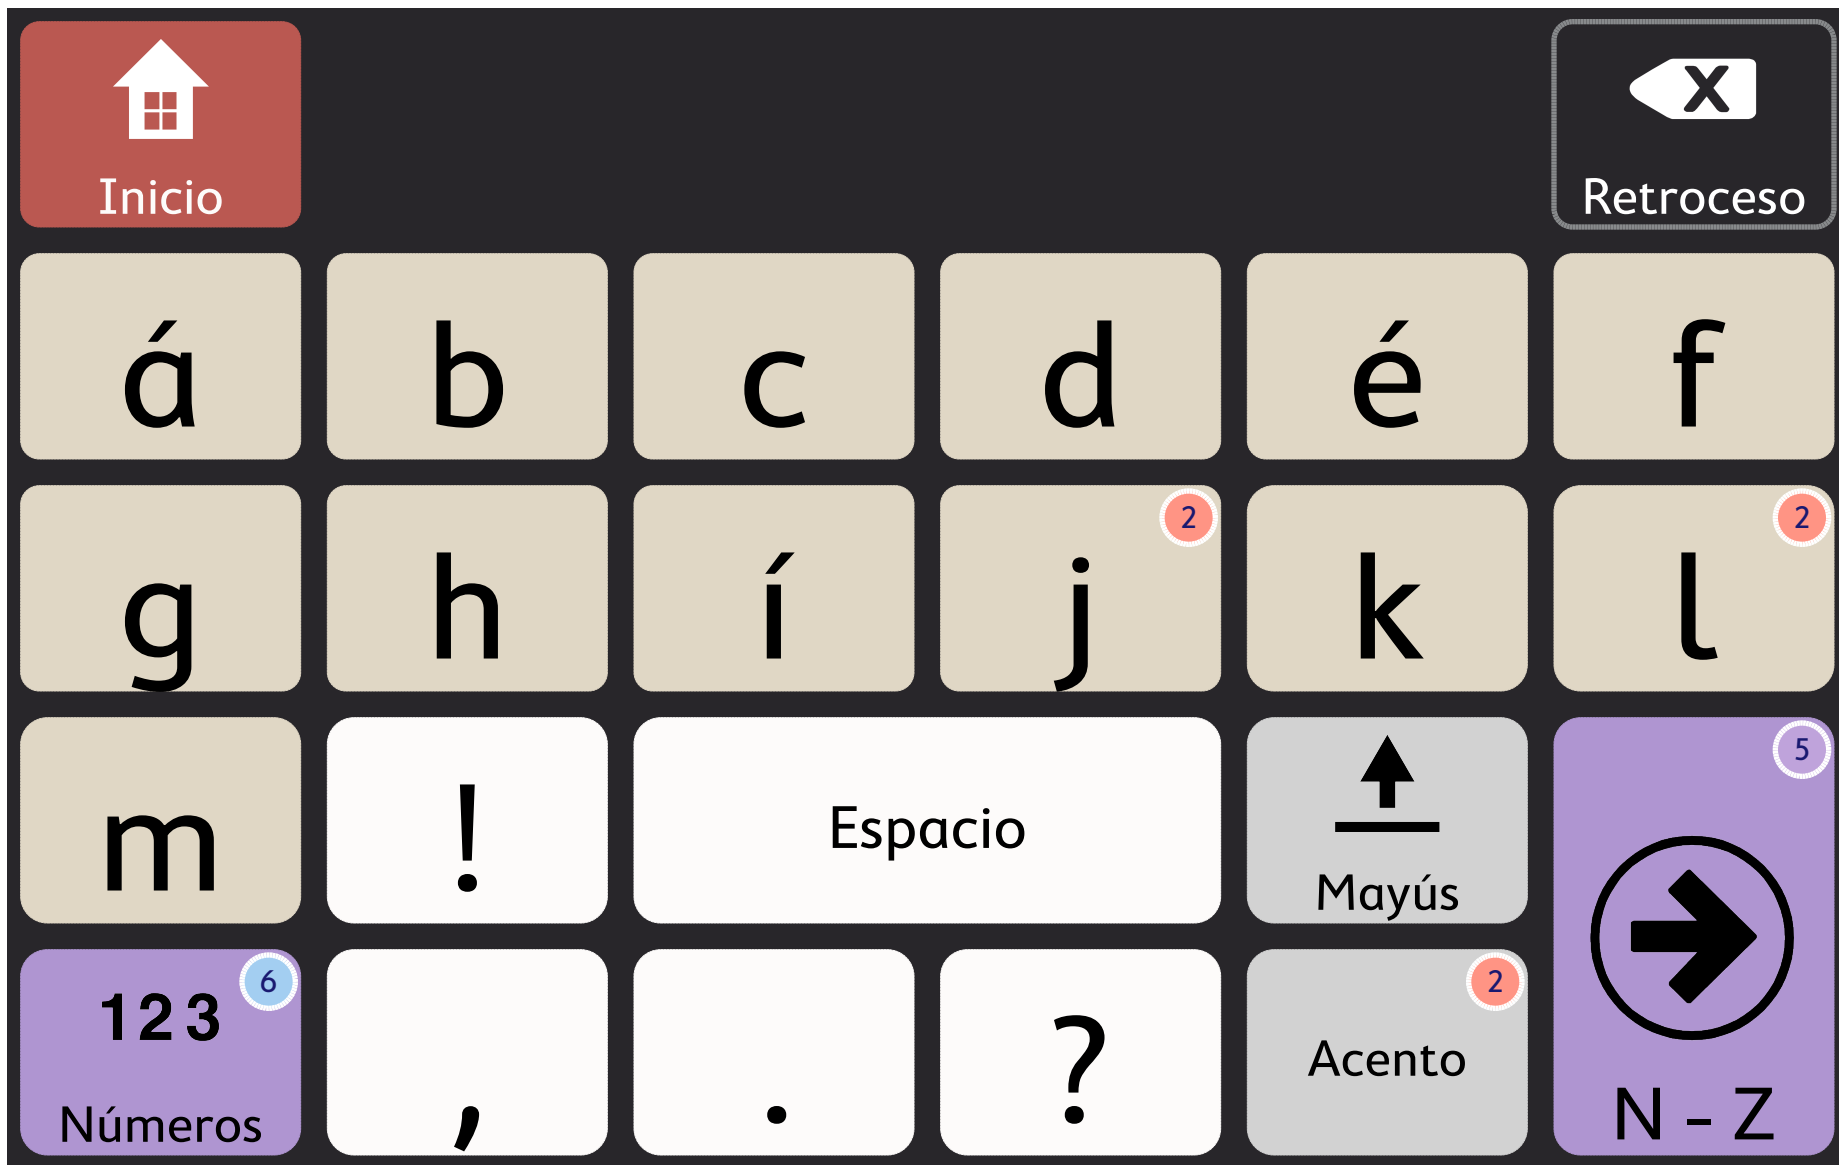 X
Inicio
Retroceso
á b c d é f
2 2
g h í j k l
5
m ! Espacio
Mayús
6 2
123
Acento
Números , . ? N - Z